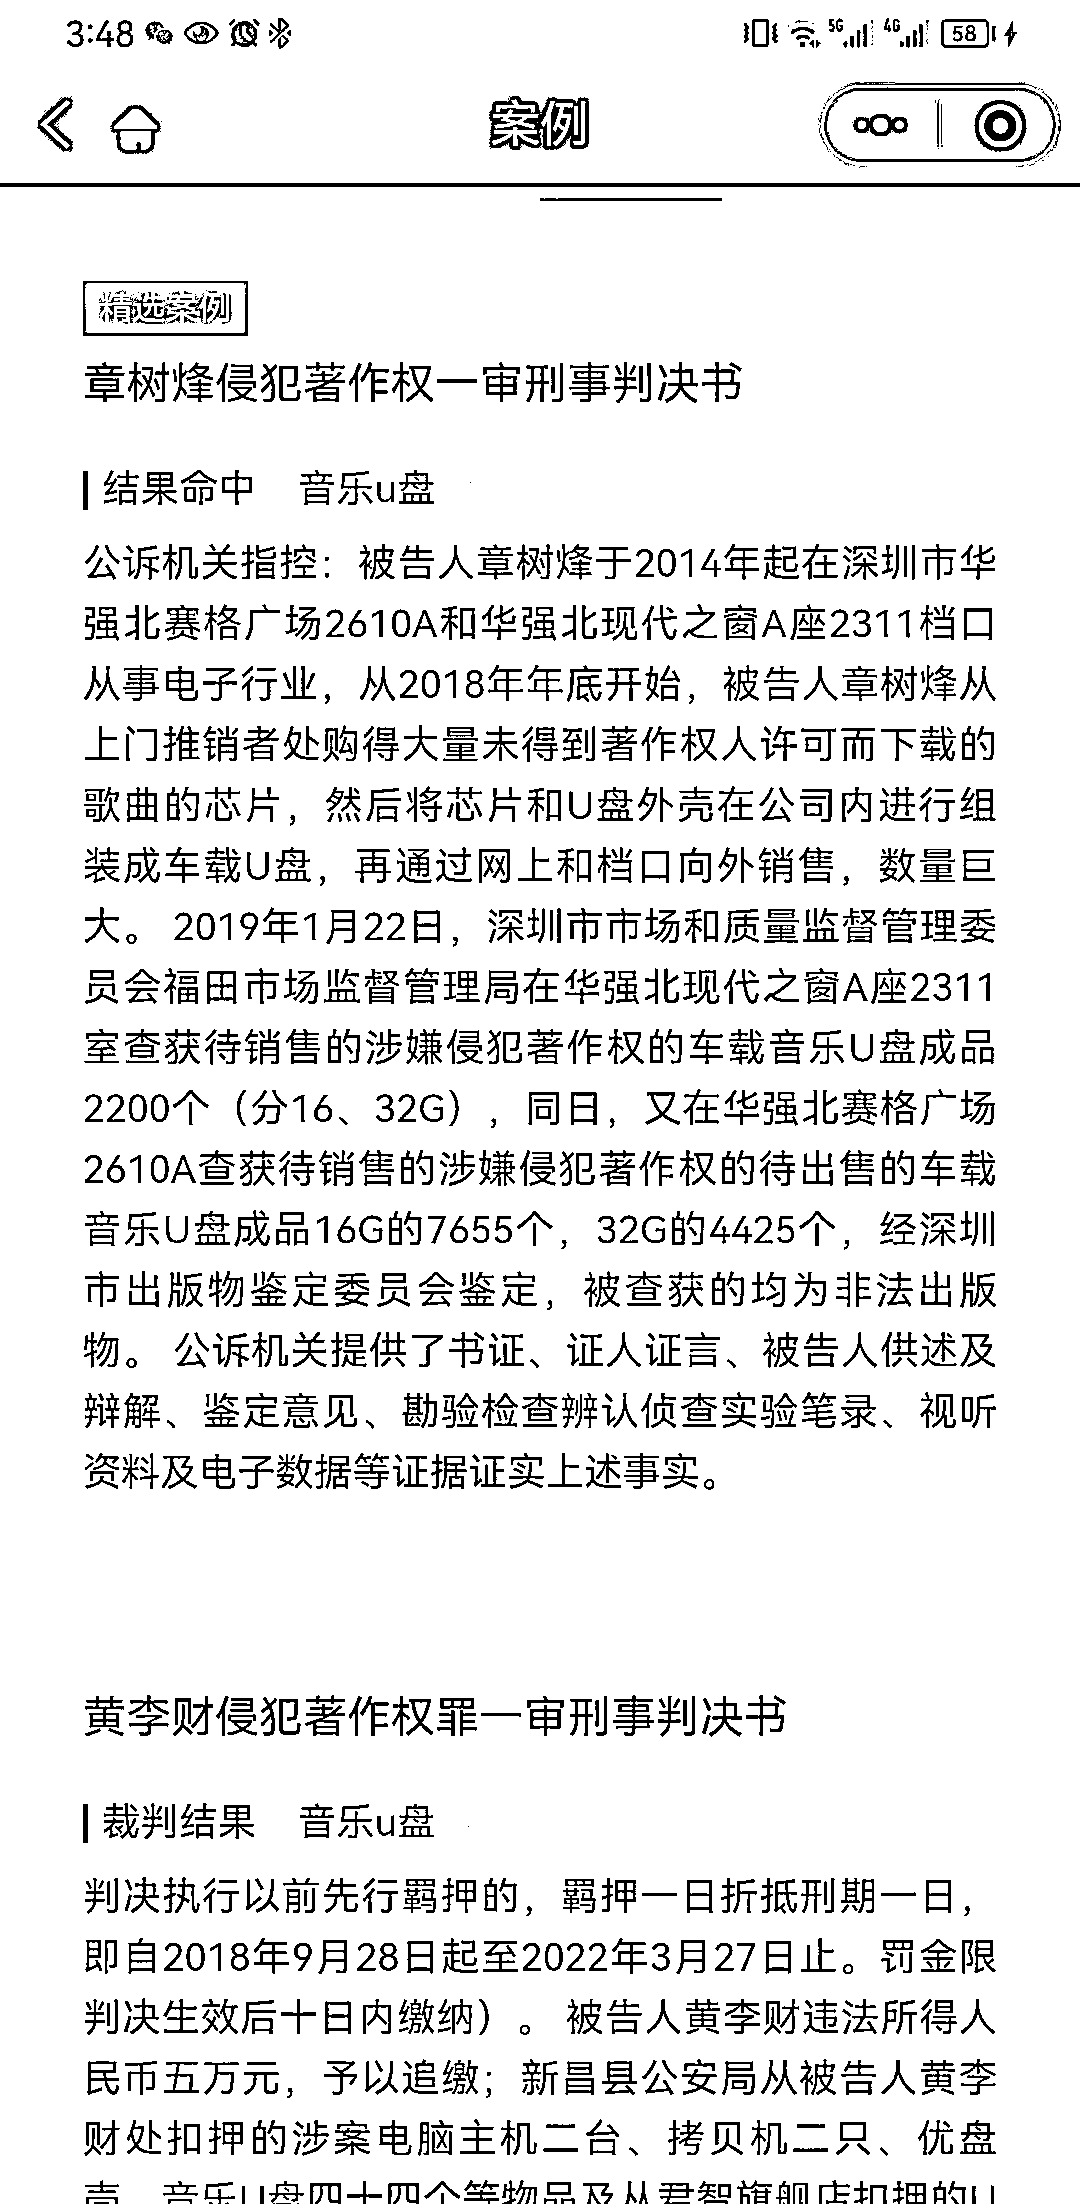 3:48
5G 4G 58
案例
精选案例
章树烽侵犯著作权一审刑事判决书
结果命中 音乐u盘
公诉机关指控：被告人章树烽于2014年起在深圳市华
强北赛格广场2610A和华强北现代之窗A座2311档口
从事电子行业，从2018年年底开始，被告人章树烽从
上门推销者处购得大量未得到著作权人许可而下载的
歌曲的芯片，然后将芯片和U盘外壳在公司内进行组
装成车载U盘，再通过网上和档口向外销售，数量巨
大。 2019年1月22日，深圳市市场和质量监督管理委
员会福田市场监督管理局在华强北现代之窗A座2311
室查获待销售的涉嫌侵犯著作权的车载音乐U盘成品
2200个（分16、32G），同日，又在华强北赛格广场
2610A查获待销售的涉嫌侵犯著作权的待出售的车载
音乐U盘成品16G的7655个，32G的4425个，经深圳
市出版物鉴定委员会鉴定，被查获的均为非法出版
物。 公诉机关提供了书证、证人证言、被告人供述及
辩解、鉴定意见、勘验检查辨认侦查实验笔录、视听
资料及电子数据等证据证实上述事实。
黄李财侵犯著作权罪一审刑事判决书
裁判结果 音乐u盘
判决执行以前先行羁押的，羁押一日折抵刑期一日，
即自2018年9月28日起至2022年3月27日止。罚金限
判决生效后十日内缴纳）。 被告人黄李财违法所得人
民币五万元，予以追缴；新昌县公安局从被告人黄李
财处扣押的涉案电脑主机二台、拷贝机二只、优盘
壳、音乐U盘四十四个等物品及从君智旗舰店扣押的U